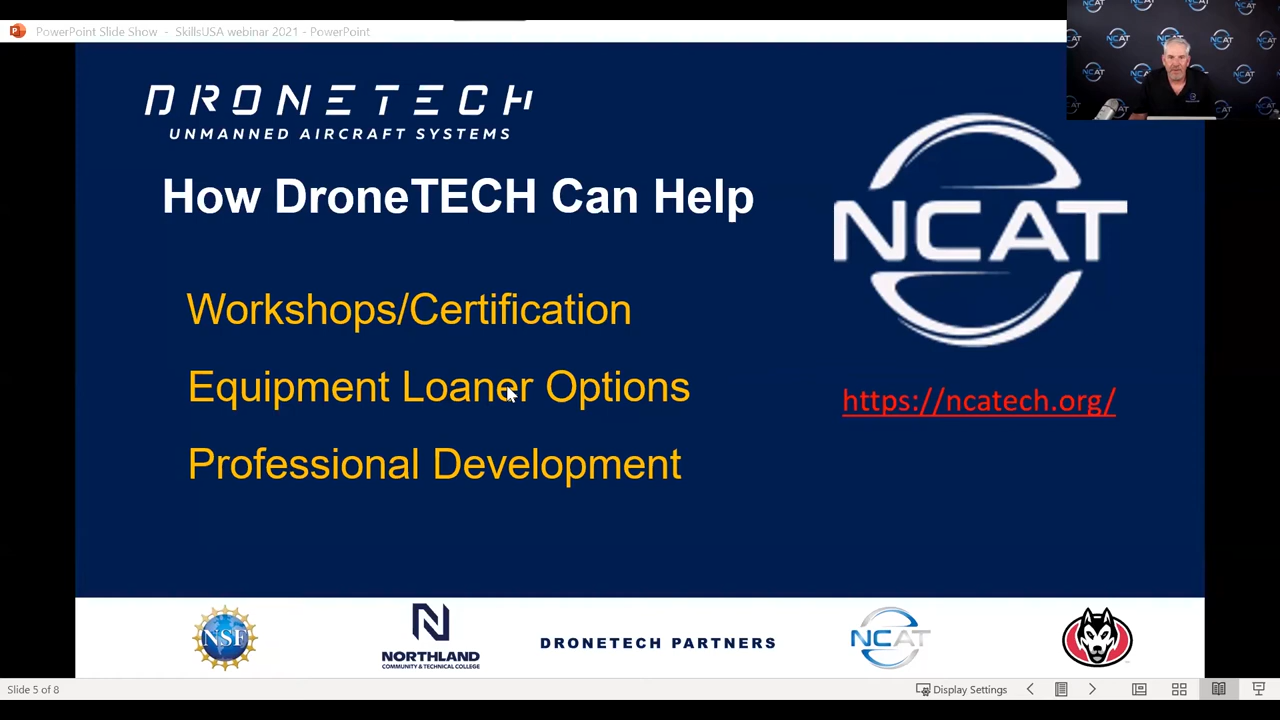 PowerPoint Slide Show - SkillsUSA webinar 2021 - PowerPoint
NCAT
DRONETECH
UNMANNED AIRCRAFT SYSTEMS
How DroneTECH Can Help
NCAT
Workshops/Certification
Equipment Loaner Options
https://ncatech.org/
Professional Development
NSF
NORTHLAND
COMMUNITY & TECHNICAL COLLEGE
DRONETECH PARTNERS
NCAT
Slide 5 of 8
Display Settings